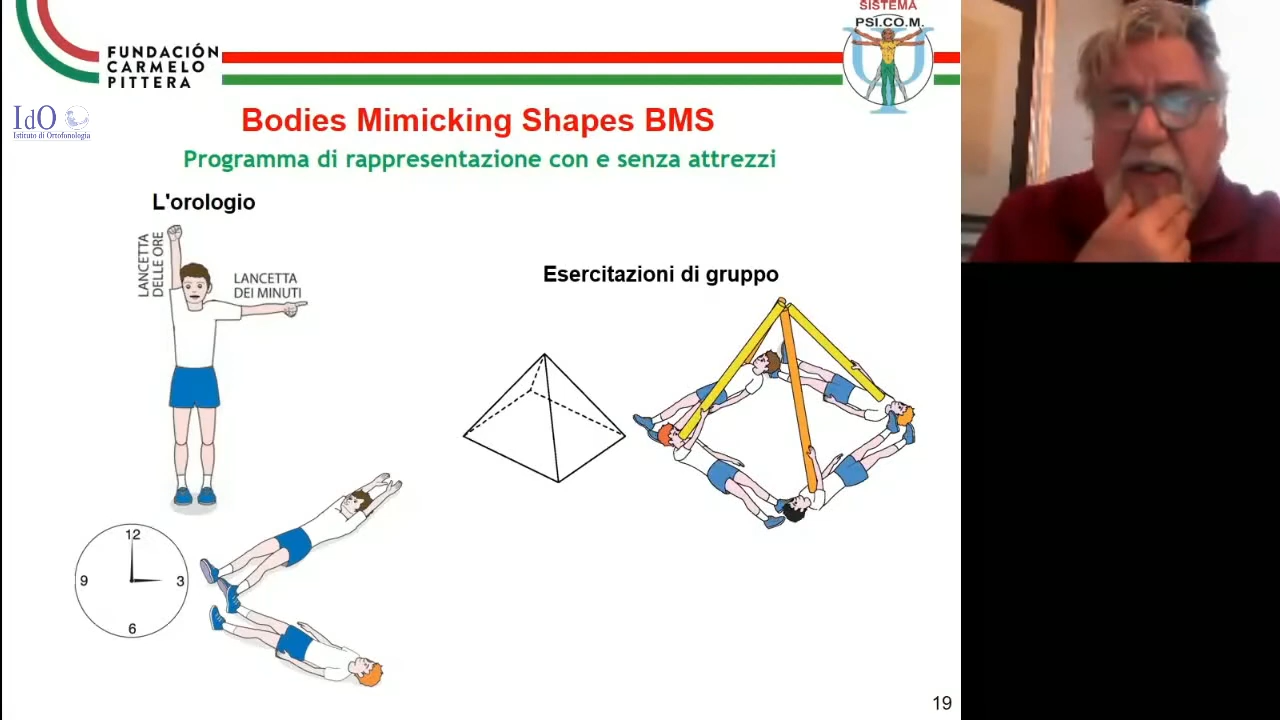 FUNDACIÓN
CARMELO
PITTERA
SISTEMA
PSI.CO.M.
IdO
Istituto di Ortofonologia
Bodies Mimicking Shapes BMS
Programma di rappresentazione con e senza attrezzi
L'orologio
LANCETTA
DELLE ORE
LANCETTA
DEI MINUTI
Esercitazioni di gruppo
12
9
3
6
19